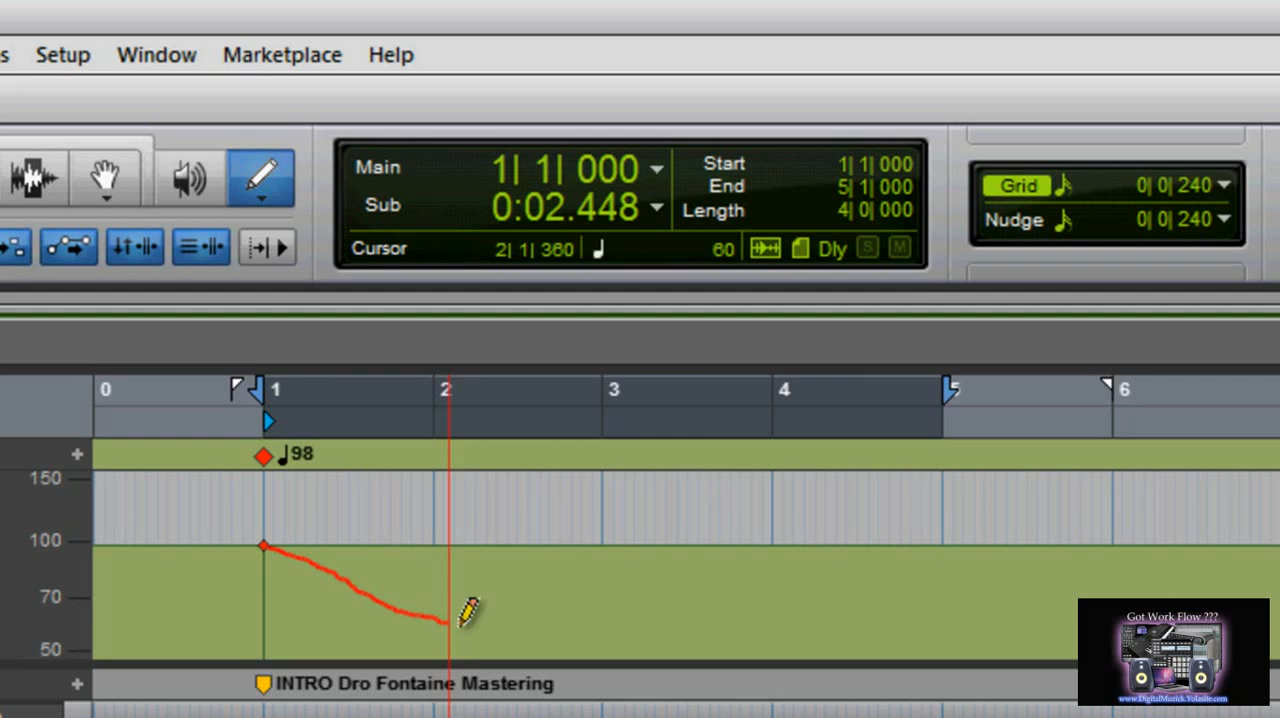 s Setup Window Marketplace Help
Main 1| 1| 000
Sub 0:02.448
Start 1| 1| 000
End 5| 1| 000
Length 4| 0| 000
Cursor 2| 1| 360 60 Dly S M
Grid 0| 0| 240
Nudge 0| 0| 240
0 1 2 3 4 5 6
+ 98
150
100
70
50
+ INTRO Dro Fontaine Mastering
Got Work Flow ???
www.DigitalMuzick.Yolasite.com